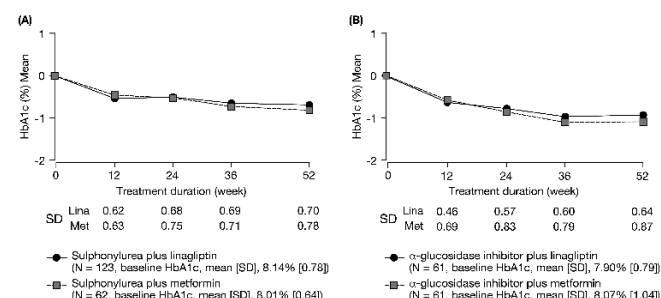 (A)
1
0
-1
-2
HbA1c (%) Mean
0 12 24 36 52
Treatment duration (week)
SD
Lina 0.62 0.68 0.69 0.70
Met 0.63 0.75 0.71 0.78
Sulphonylurea plus linagliptin
(N = 123, baseline HbA1c, mean [SD], 8.14% [0.78])
Sulphonylurea plus metformin
(N = 62, baseline HbA1c, mean [SD], 8.01% [0.64])
(B)
1
0
-1
-2
HbA1c (%) Mean
0 12 24 36 52
Treatment duration (week)
SD
Lina 0.46 0.57 0.60 0.64
Met 0.69 0.83 0.79 0.87
α-glucosidase inhibitor plus linagliptin
(N = 61, baseline HbA1c, mean [SD], 7.90% [0.79])
α-glucosidase inhibitor plus metformin
(N = 61, baseline HbA1c, mean [SD], 8.07% [1.04])